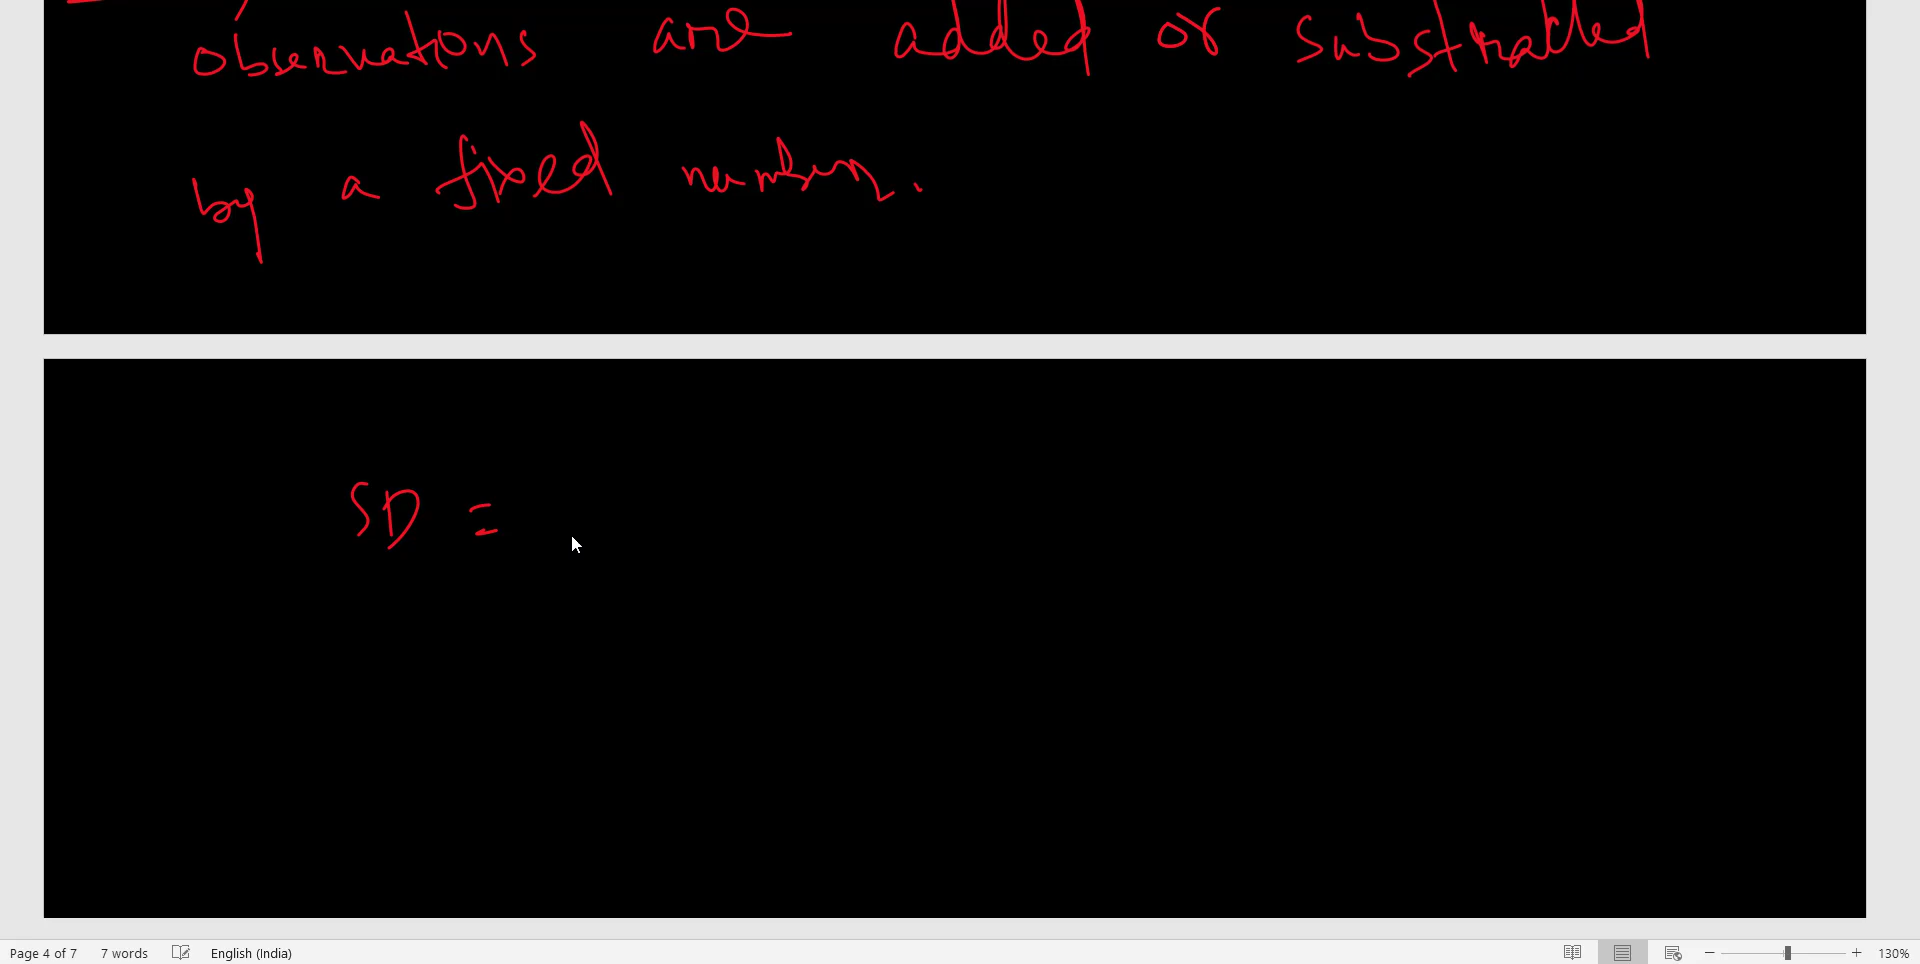 observations are added or substracted
by a fixed number.
SD =
Page 4 of 7 7 words English (India) 130%